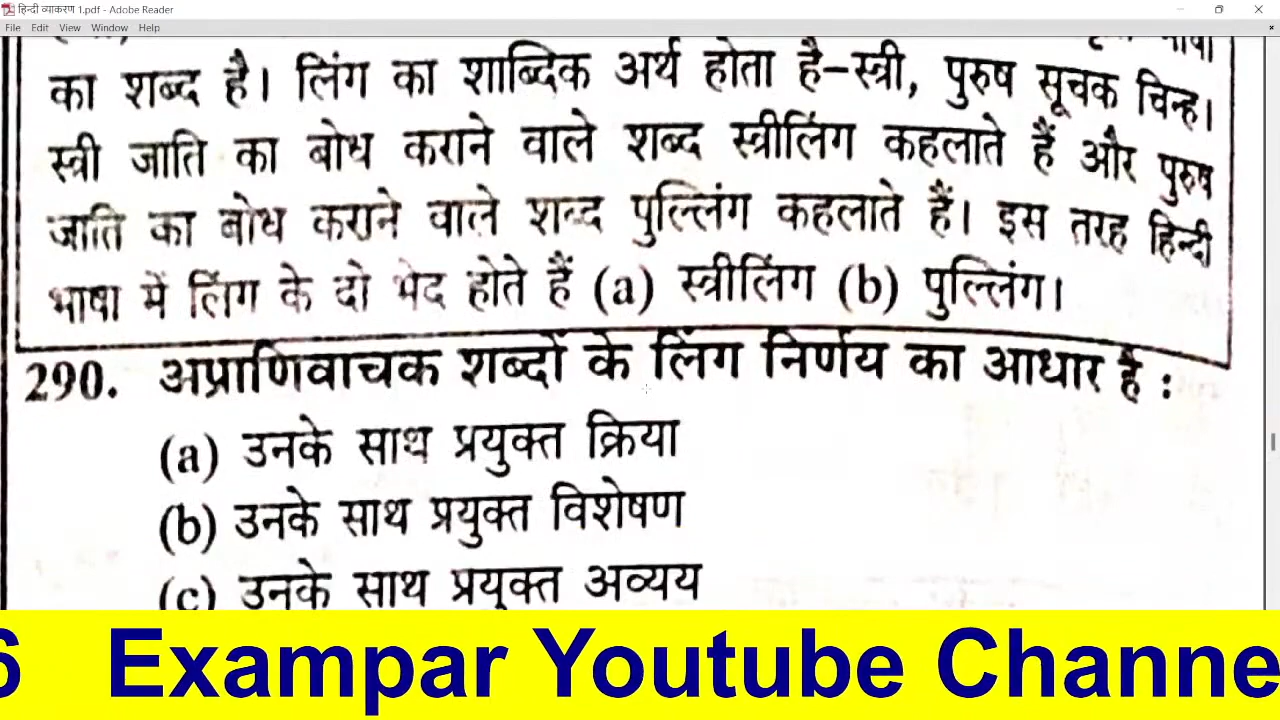 हिन्दी व्याकरण 1.pdf - Adobe Reader
File Edit View Window Help
का शब्द है। लिंग का शाब्दिक अर्थ होता है–स्त्री, पुरुष सूचक चिन्ह।
स्त्री जाति का बोध कराने वाले शब्द स्त्रीलिंग कहलाते हैं और पुरुष
जाति का बोध कराने वाले शब्द पुल्लिंग कहलाते हैं। इस तरह हिन्दी
भाषा में लिंग के दो भेद होते हैं (a) स्त्रीलिंग (b) पुल्लिंग।
290. अप्राणिवाचक शब्दों के लिंग निर्णय का आधार है :
(a) उनके साथ प्रयुक्त क्रिया
(b) उनके साथ प्रयुक्त विशेषण
(c) उनके साथ प्रयुक्त अव्यय
6 Exampar Youtube Channe